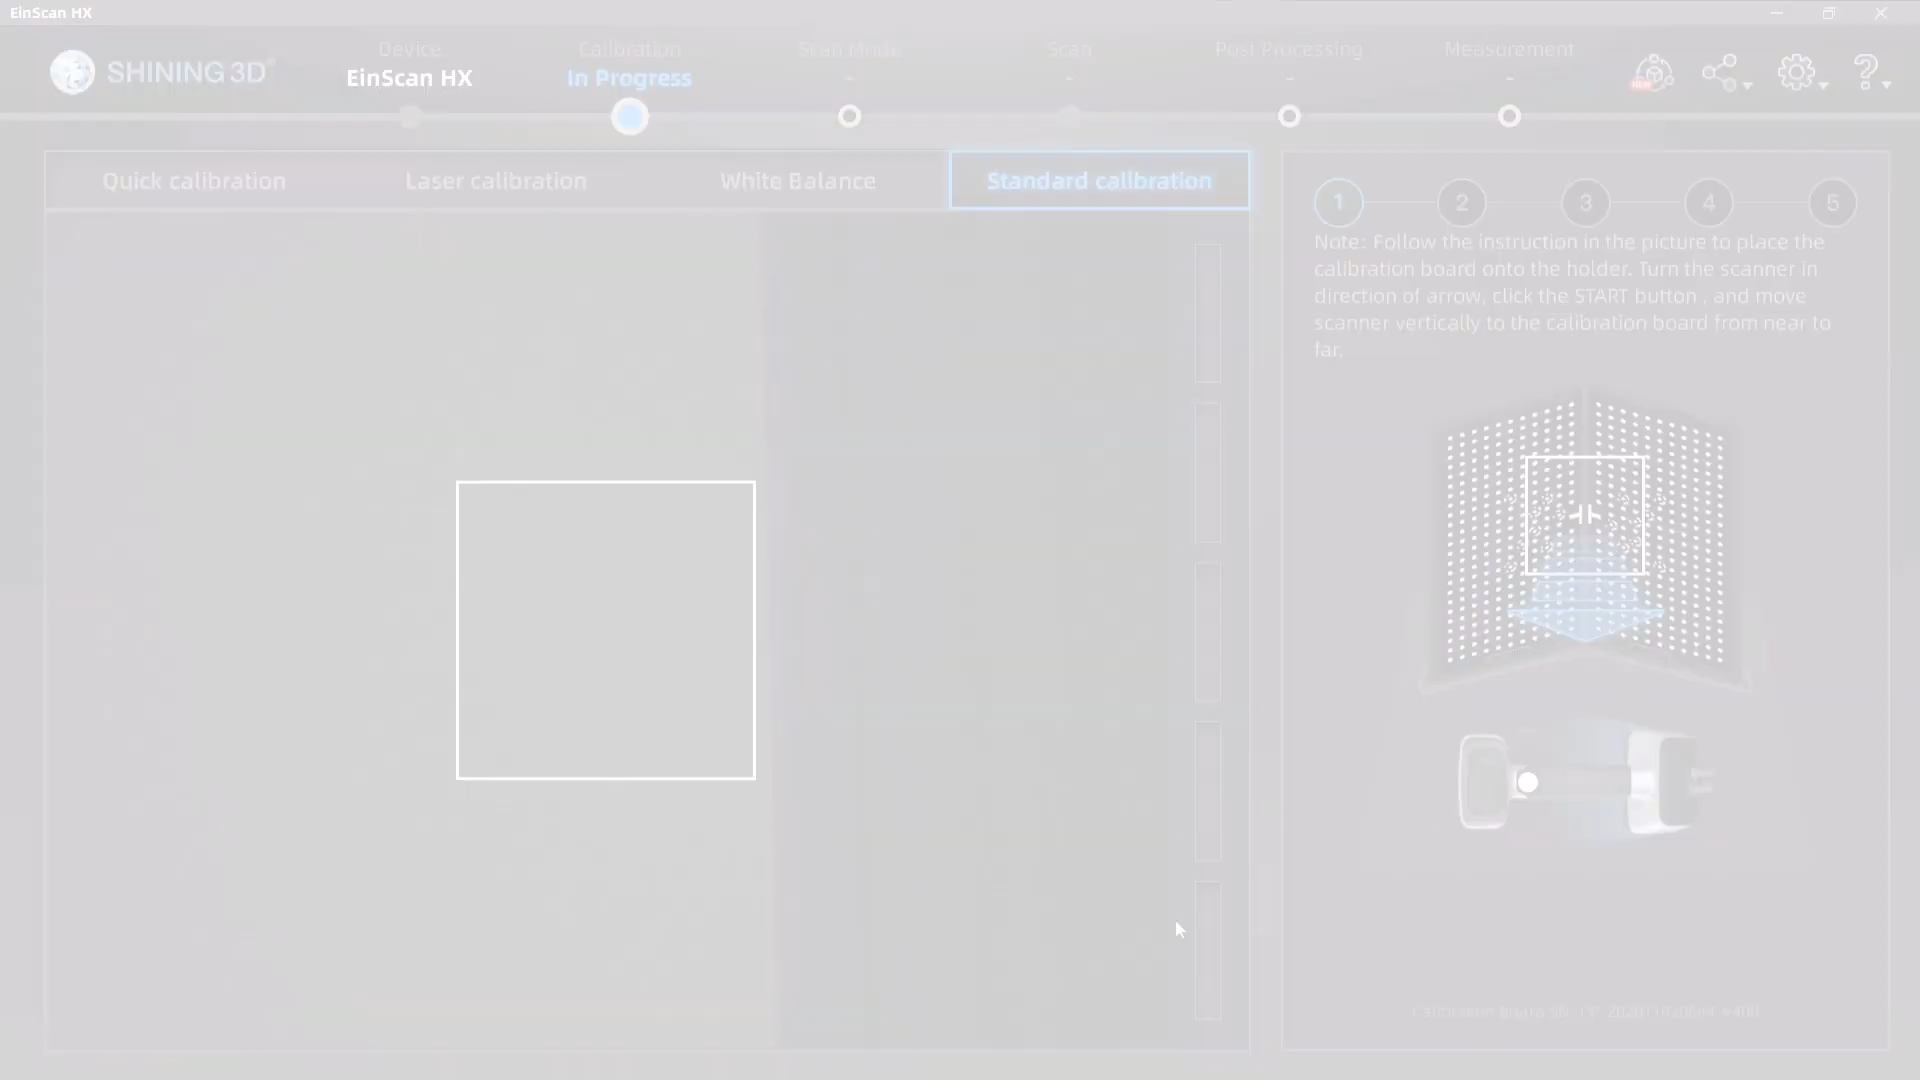 EinScan HX
SHINING 3D
Device
EinScan HX
Calibration
In Progress
Scan Mode
-
Scan
-
Post Processing
-
Measurement
-
NEW
?
Quick calibration
Laser calibration
White Balance
Standard calibration
1 2 3 4 5
Note: Follow the instruction in the picture to place the
calibration board onto the holder. Turn the scanner in
direction of arrow, click the START button , and move
scanner vertically to the calibration board from near to
far.